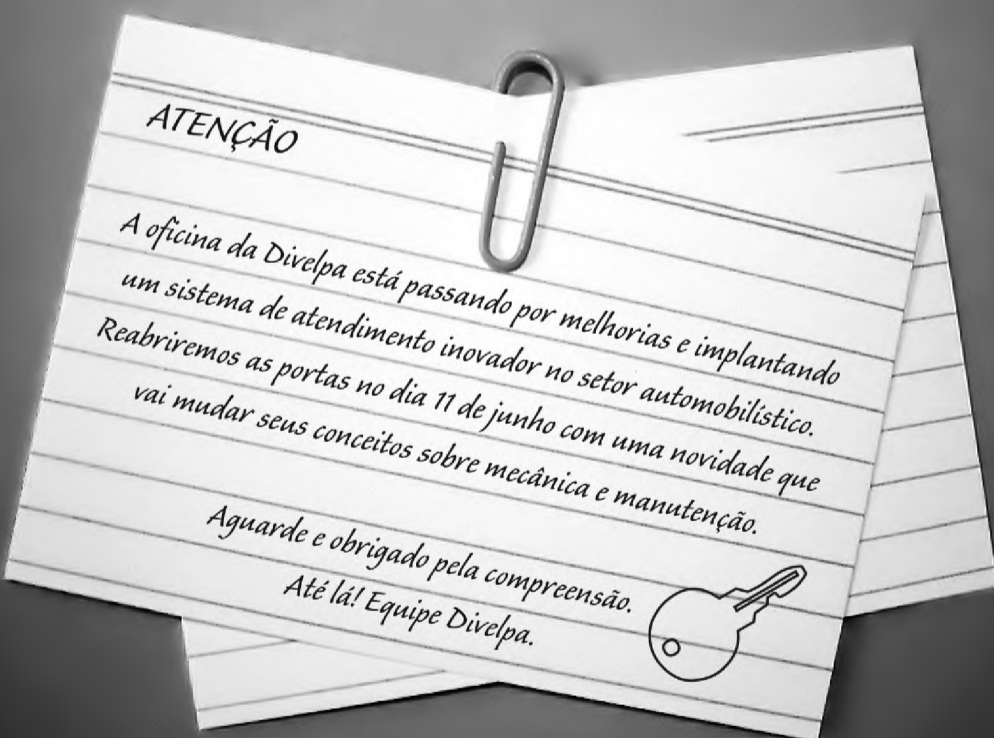 ATENÇÃO
A oficina da Divelpa está passando por melhorias e implantando
um sistema de atendimento inovador no setor automobilístico.
Reabriremos as portas no dia 11 de junho com uma novidade que
vai mudar seus conceitos sobre mecânica e manutenção.
Aguarde e obrigado pela compreensão.
Até lá! Equipe Divelpa.